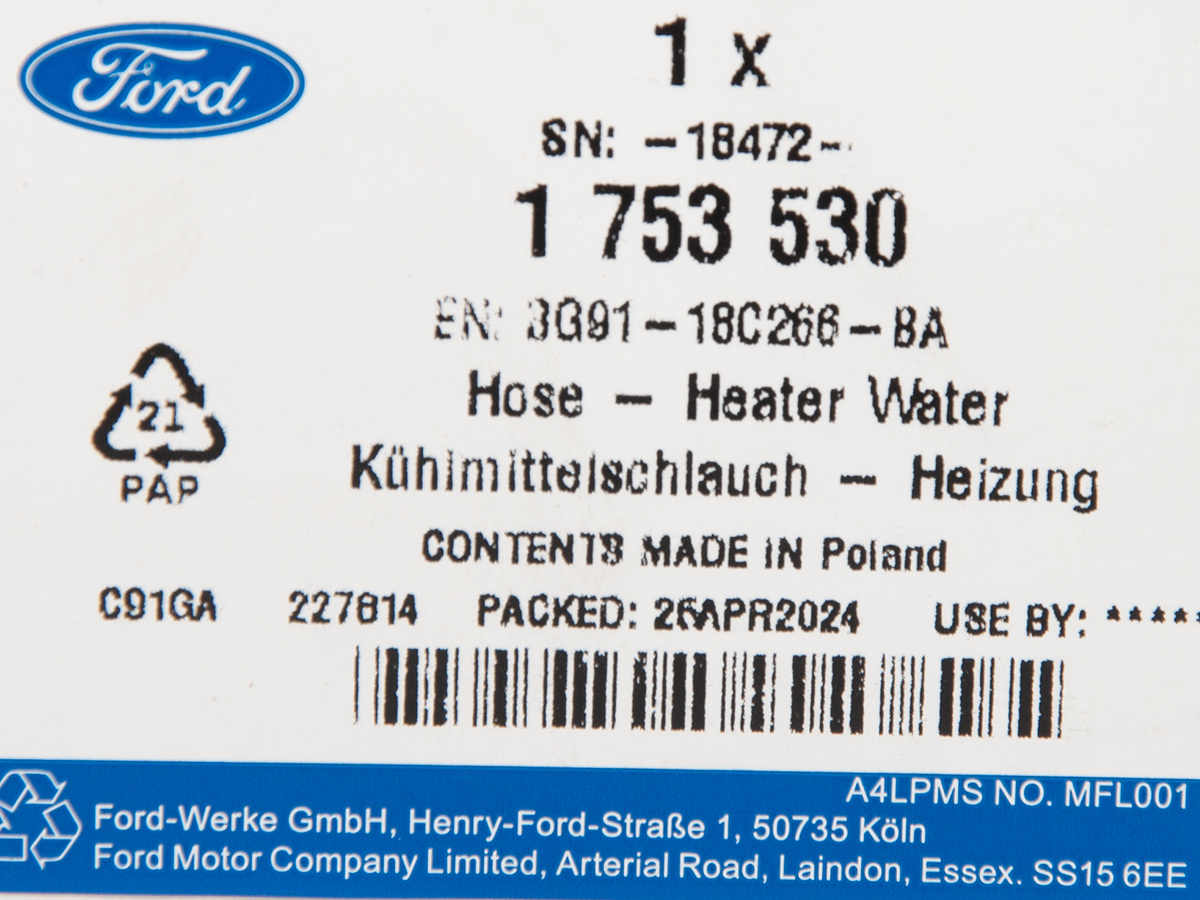 Ford
1 x
SN: -18472-
1 753 530
EN: 3G91-18C266-BA
Hose - Heater Water
21
Kühlmittelschlauch - Heizung
PAP
CONTENTS MADE IN Poland
C91GA 227814 PACKED: 26APR2024 USE BY: *****
A4LPMS NO. MFL001
Ford-Werke GmbH, Henry-Ford-Straße 1, 50735 Köln
Ford Motor Company Limited, Arterial Road, Laindon, Essex. SS15 6EE